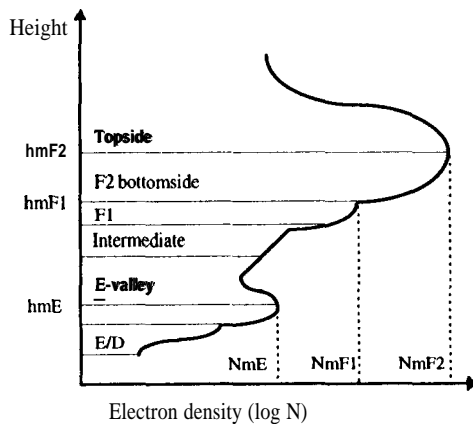 Height
Topside
hmF2
F2 bottomside
hmF1
F1
Intermediate
E-valley
hmE
E/D
NmE NmF1 NmF2
Electron density (log N)